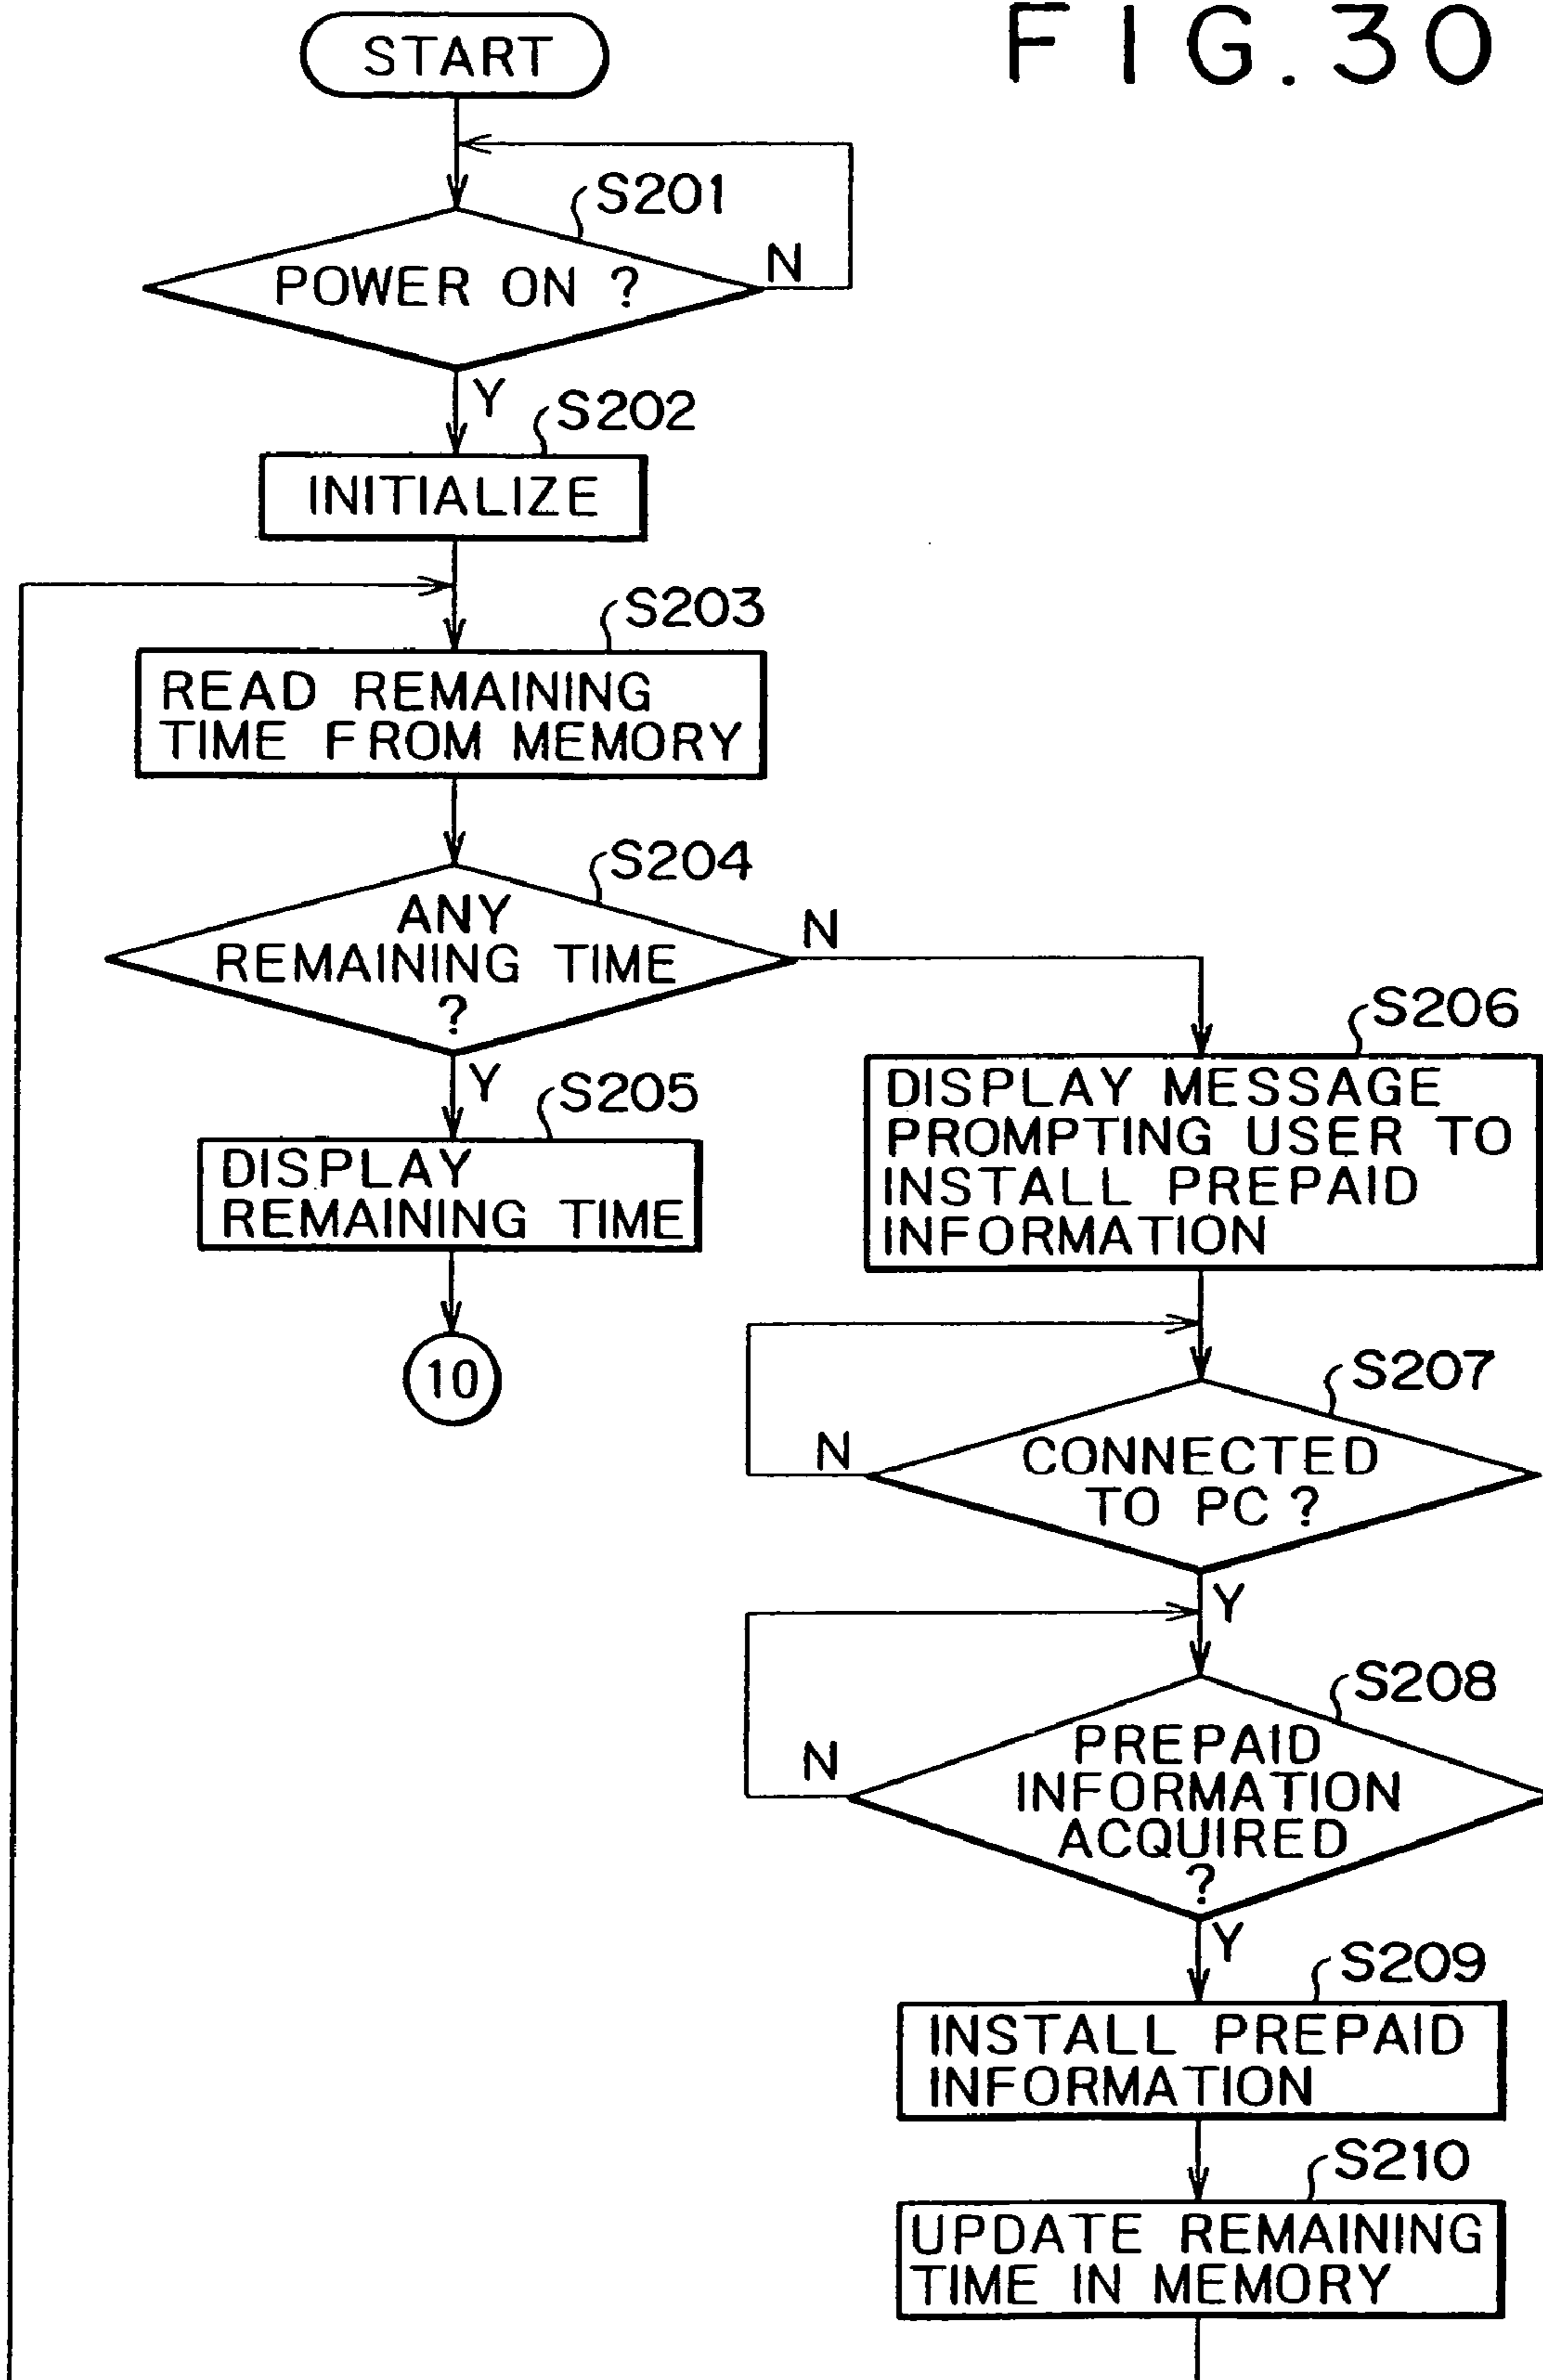 FIG.30
START
S201
POWER ON ?
N
Y
S202
INITIALIZE
S203
READ REMAINING
TIME FROM MEMORY
S204
ANY
REMAINING TIME
?
N
Y
S205
DISPLAY
REMAINING TIME
10
S206
DISPLAY MESSAGE
PROMPTING USER TO
INSTALL PREPAID
INFORMATION
S207
CONNECTED
TO PC ?
N
Y
S208
PREPAID
INFORMATION
ACQUIRED
?
N
Y
S209
INSTALL PREPAID
INFORMATION
S210
UPDATE REMAINING
TIME IN MEMORY